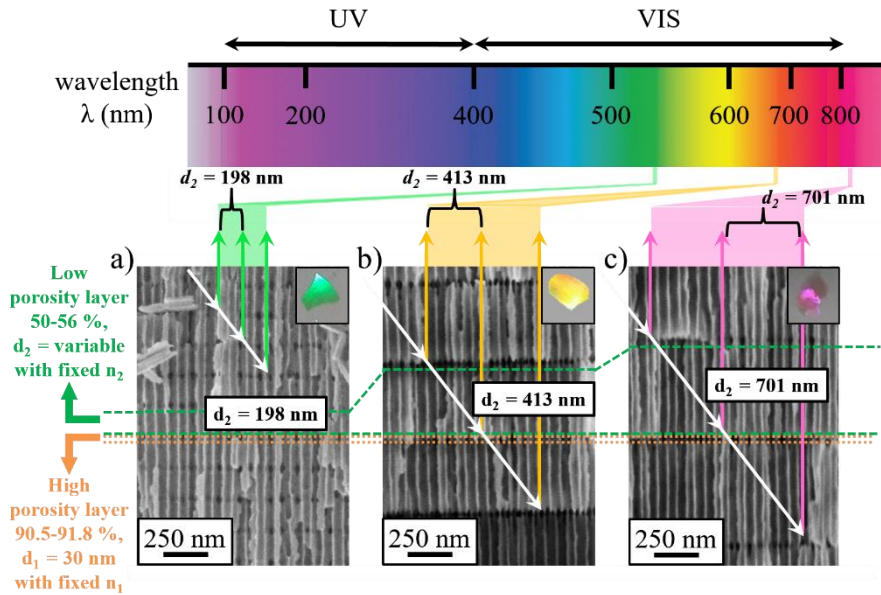 UV VIS
wavelength
λ (nm)
100 200 400 500 600 700 800
d₂ = 198 nm d₂ = 413 nm d₂ = 701 nm
a) b) c)
Low
porosity layer
50-56 %,
d₂ = variable
with fixed n₂
d₂ = 198 nm d₂ = 413 nm d₂ = 701 nm
High
porosity layer
90.5-91.8 %,
d₁ = 30 nm
with fixed n₁
250 nm 250 nm 250 nm